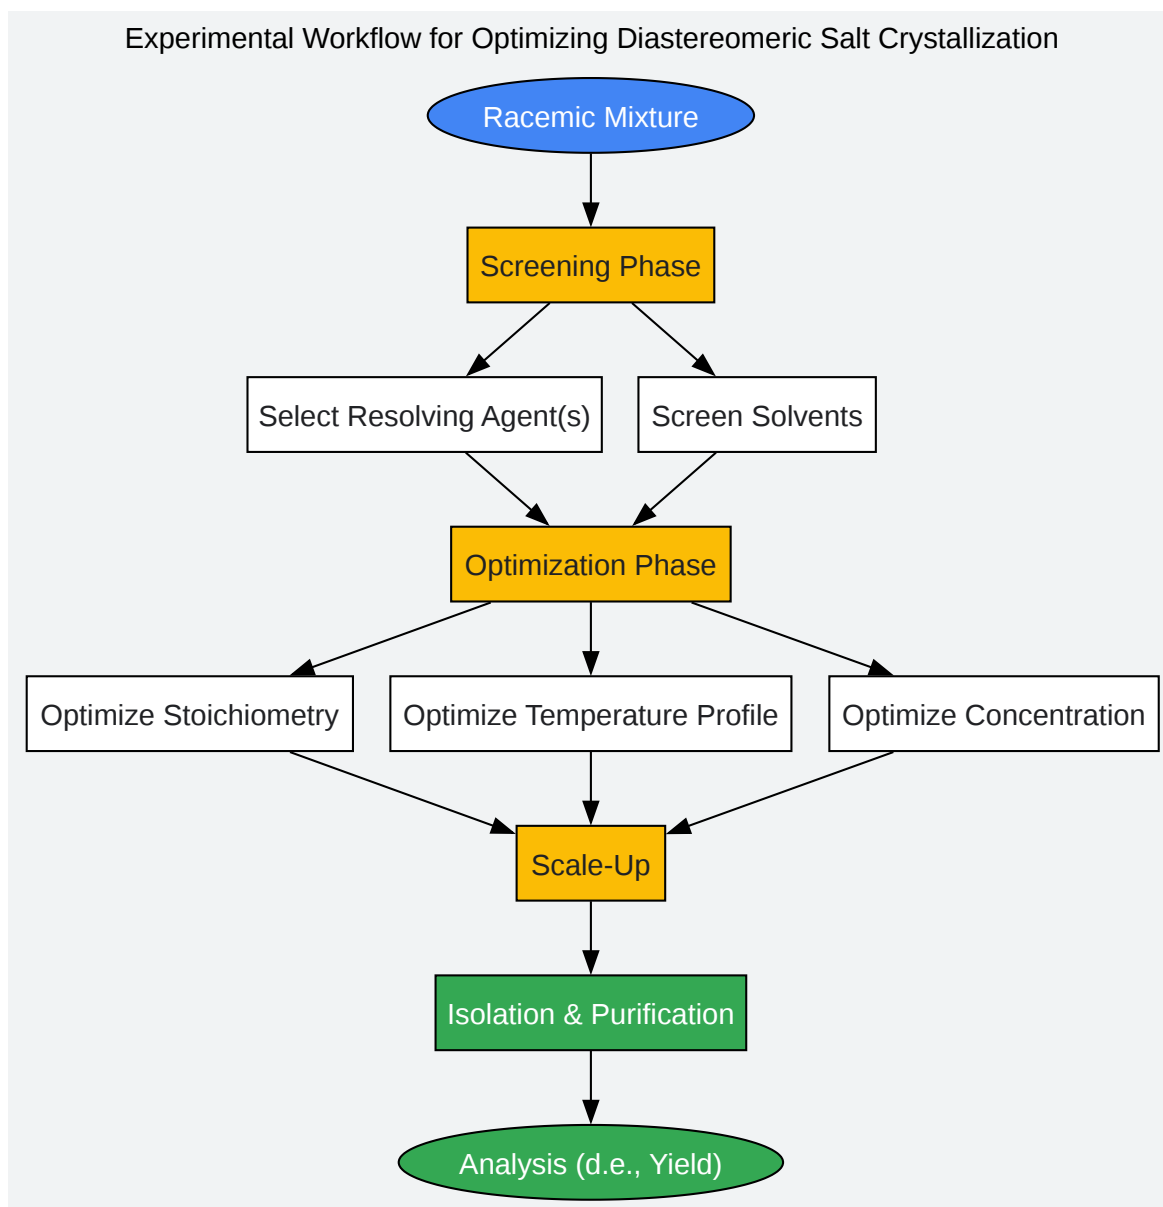 Experimental Workflow for Optimizing Diastereomeric Salt Crystallization
Racemic Mixture
Screening Phase
Select Resolving Agent(s)
Screen Solvents
Optimization Phase
Optimize Stoichiometry
Optimize Temperature Profile
Optimize Concentration
Scale-Up
Isolation & Purification
Analysis (d.e., Yield)